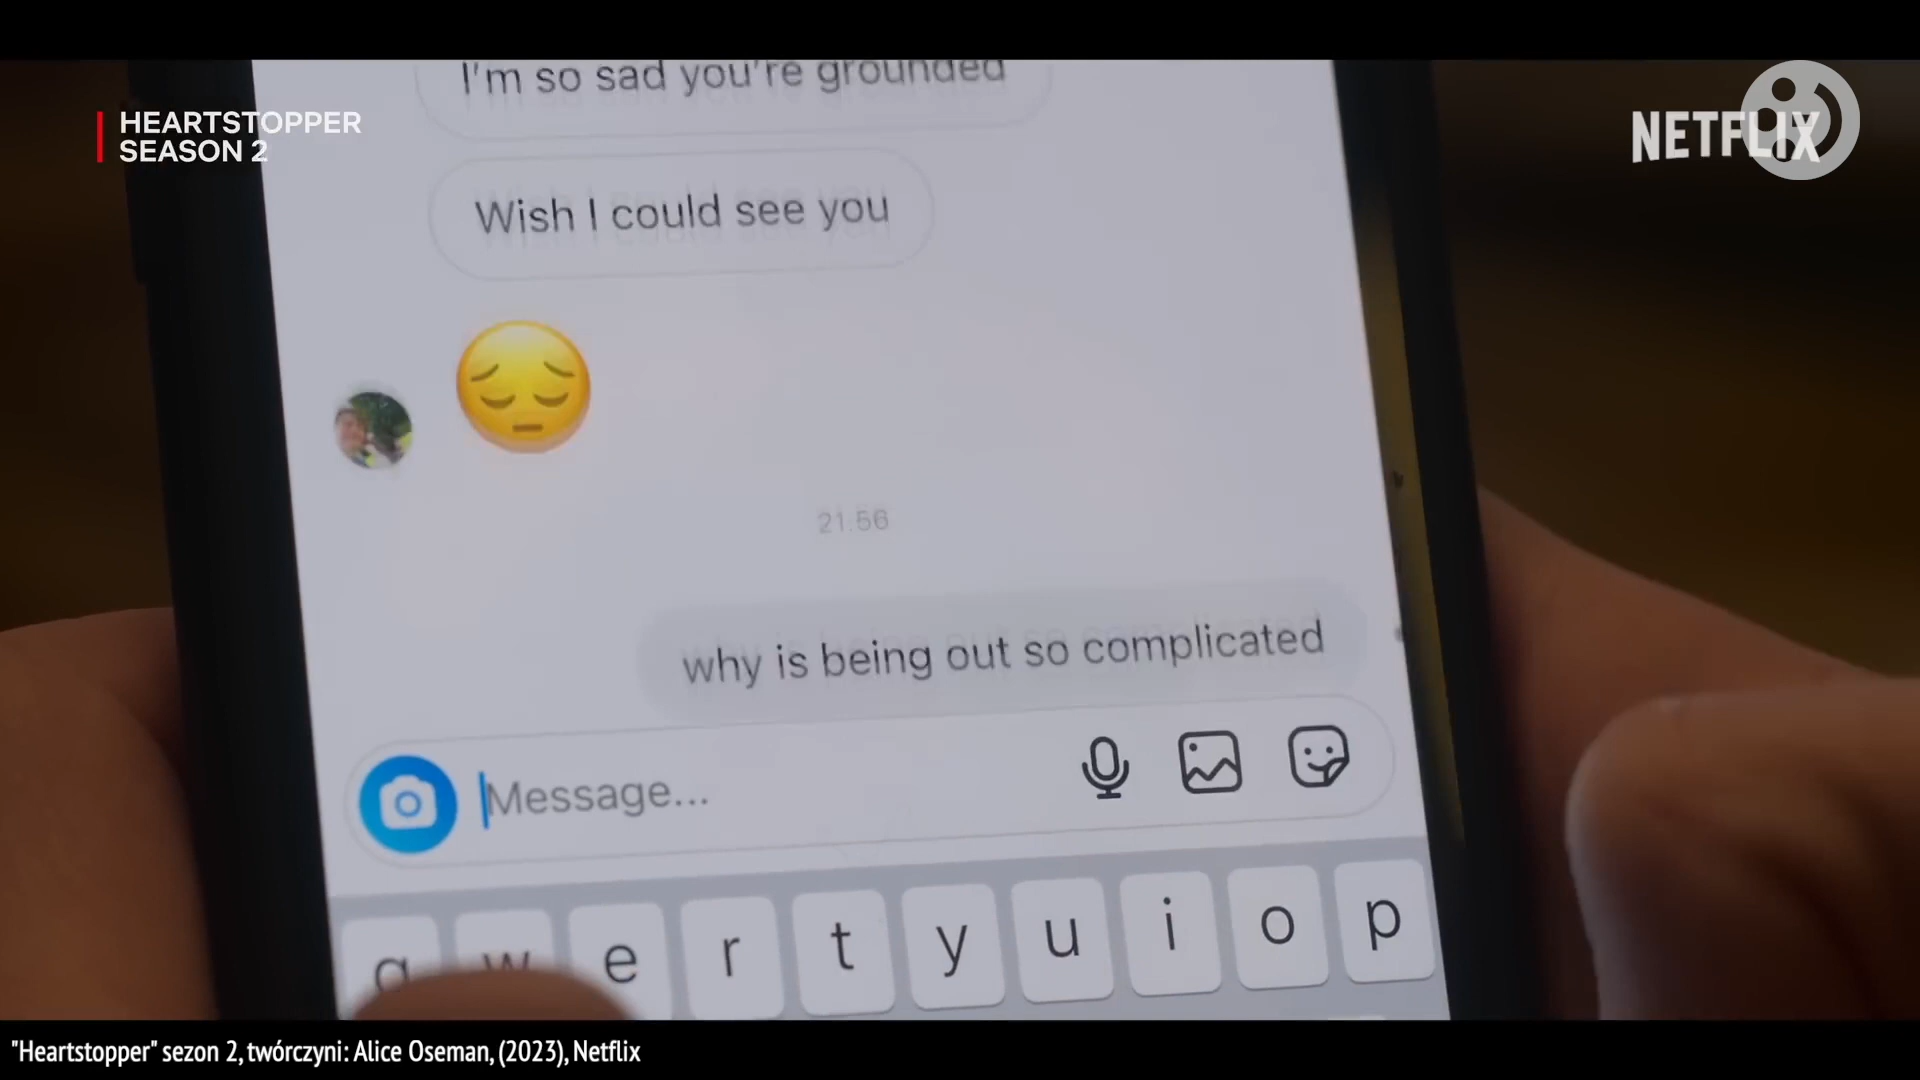 I'm so sad you're grounded
HEARTSTOPPER
SEASON 2
NETFLIX
Wish I could see you
21:56
why is being out so complicated
Message...
q w e r t y u i o p
"Heartstopper" sezon 2, twórczyni: Alice Oseman, (2023), Netflix